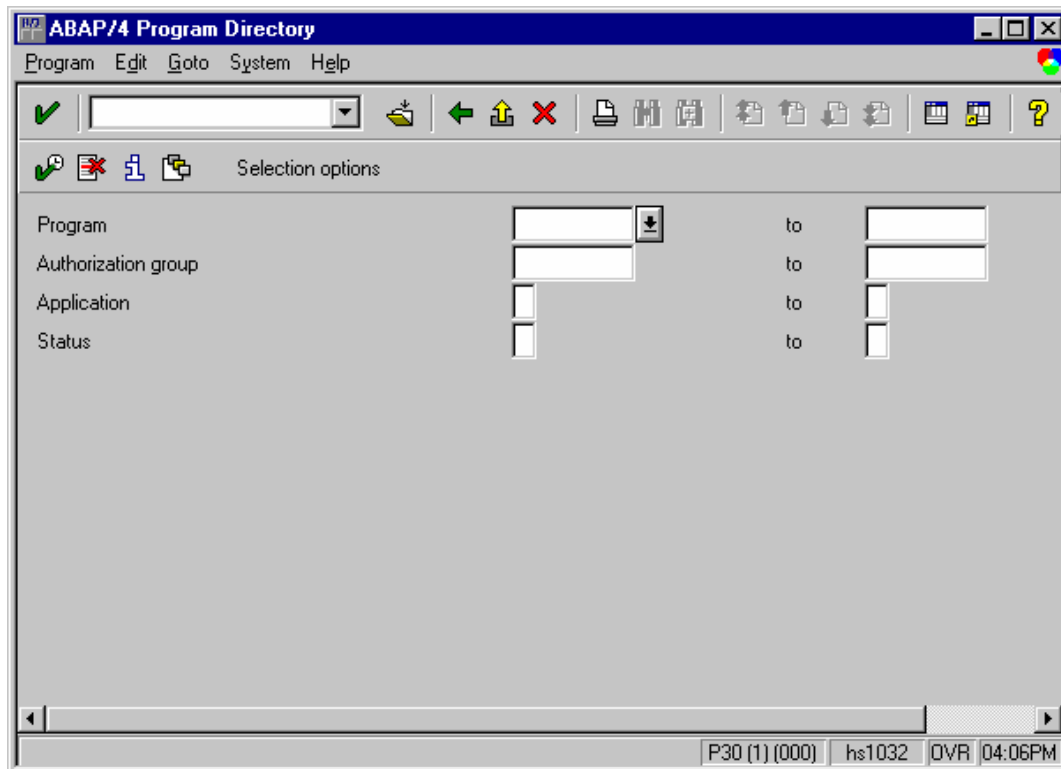 ABAP/4 Program Directory
Program Edit Goto System Help
Selection options
Program to
Authorization group to
Application to
Status to
P30 (1) (000) hs1032 OVR 04:06PM